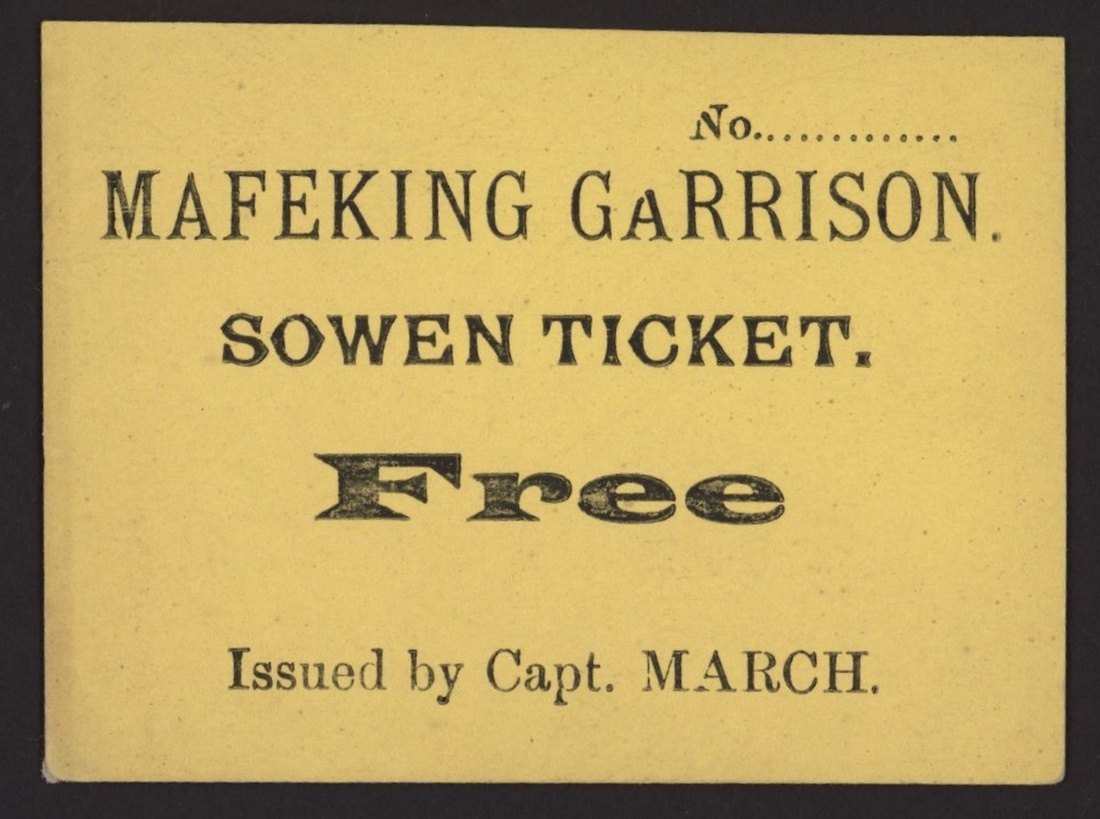 No..............
MAFEKING GARRISON.
SOWEN TICKET.
Free
Issued by Capt. MARCH.